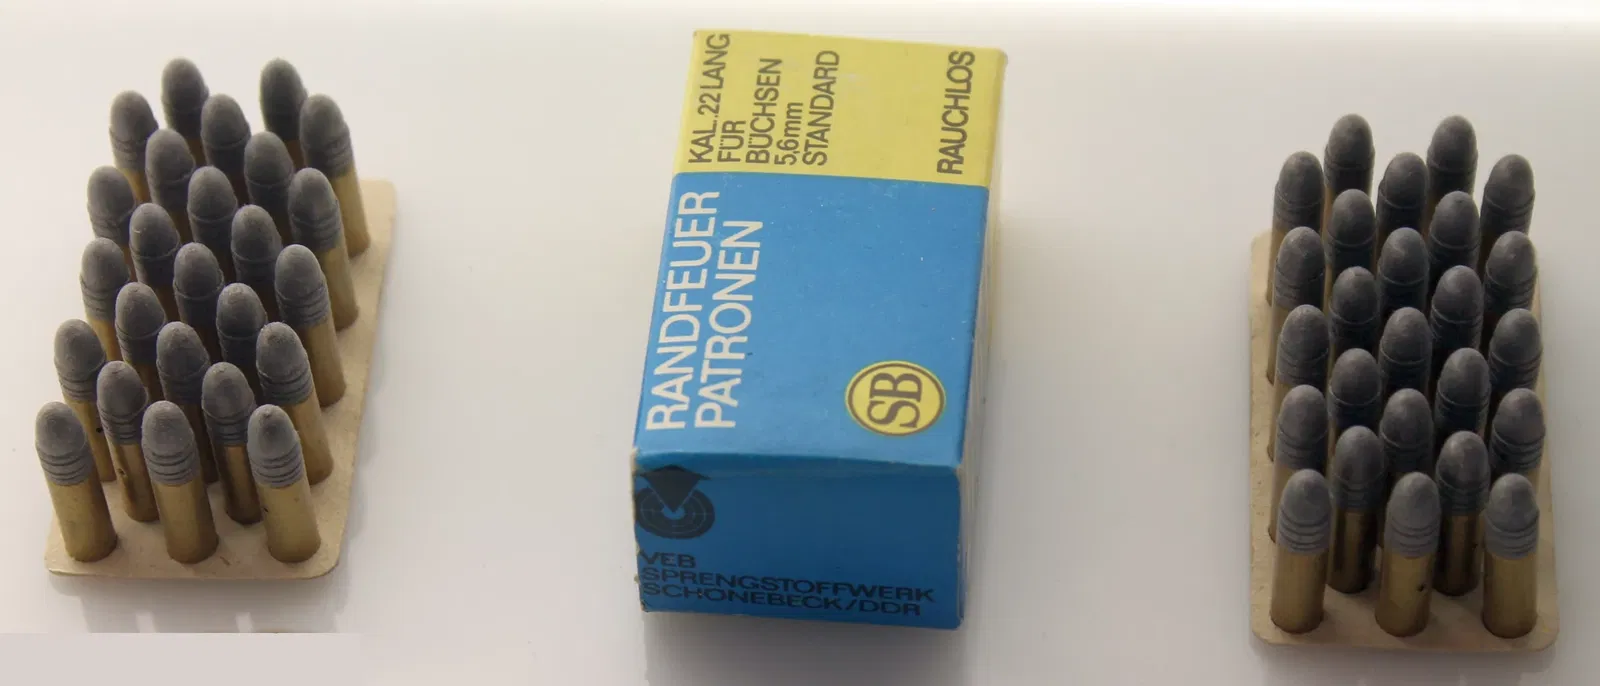 KAL..22 LANG
FÜR
BÜCHSEN
5,6mm
STANDARD
RAUCHLOS
RANDFEUER
PATRONEN
SB
VEB
SPRENGSTOFFWERK
SCHÖNEBECK/DDR